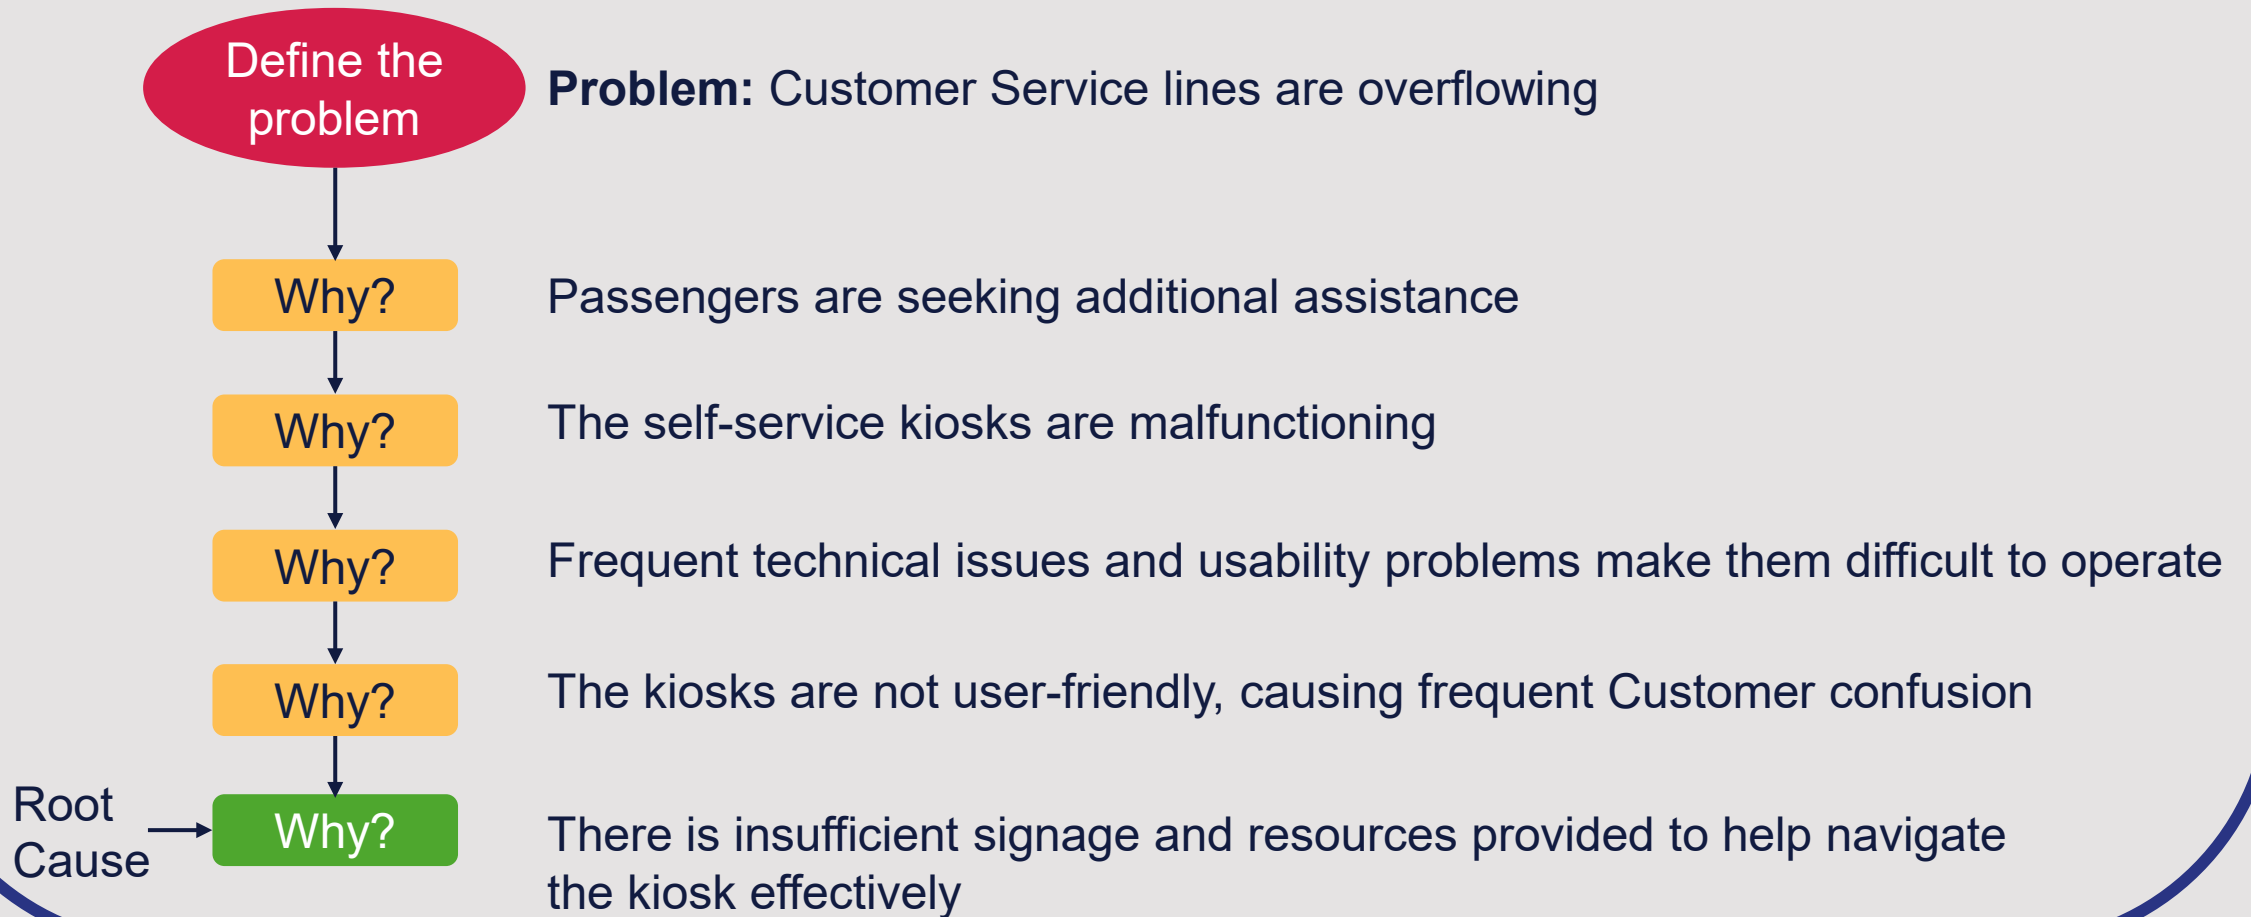 Define the
problem
Problem: Customer Service lines are overflowing
Why?
Passengers are seeking additional assistance
Why?
The self-service kiosks are malfunctioning
Why?
Frequent technical issues and usability problems make them difficult to operate
Why?
The kiosks are not user-friendly, causing frequent Customer confusion
Root
Cause
Why?
There is insufficient signage and resources provided to help navigate
the kiosk effectively